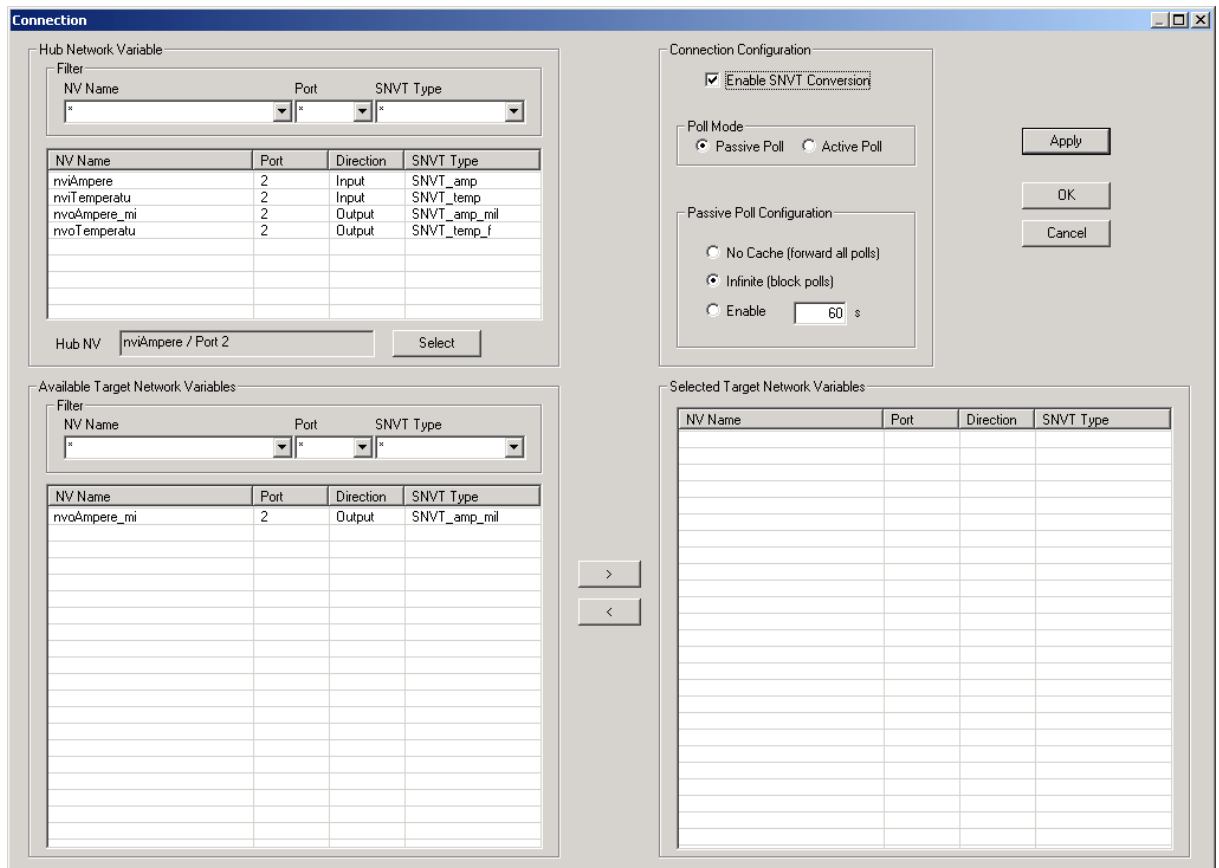 Connection
Hub Network Variable
Filter
NV Name Port SNVT Type
* * *
NV Name Port Direction SNVT Type
nviAmpere 2 Input SNVT_amp
nviTemperatu 2 Input SNVT_temp
nvoAmpere_mi 2 Output SNVT_amp_mil
nvoTemperatu 2 Output SNVT_temp_f
Hub NV nviAmpere / Port 2 Select
Connection Configuration
Enable SNVT Conversion
Poll Mode
Passive Poll Active Poll
Passive Poll Configuration
No Cache (forward all polls)
Infinite (block polls)
Enable 60 s
Apply
OK
Cancel
Available Target Network Variables
Filter
NV Name Port SNVT Type
* * *
NV Name Port Direction SNVT Type
nvoAmpere_mi 2 Output SNVT_amp_mil
>
<
Selected Target Network Variables
NV Name Port Direction SNVT Type